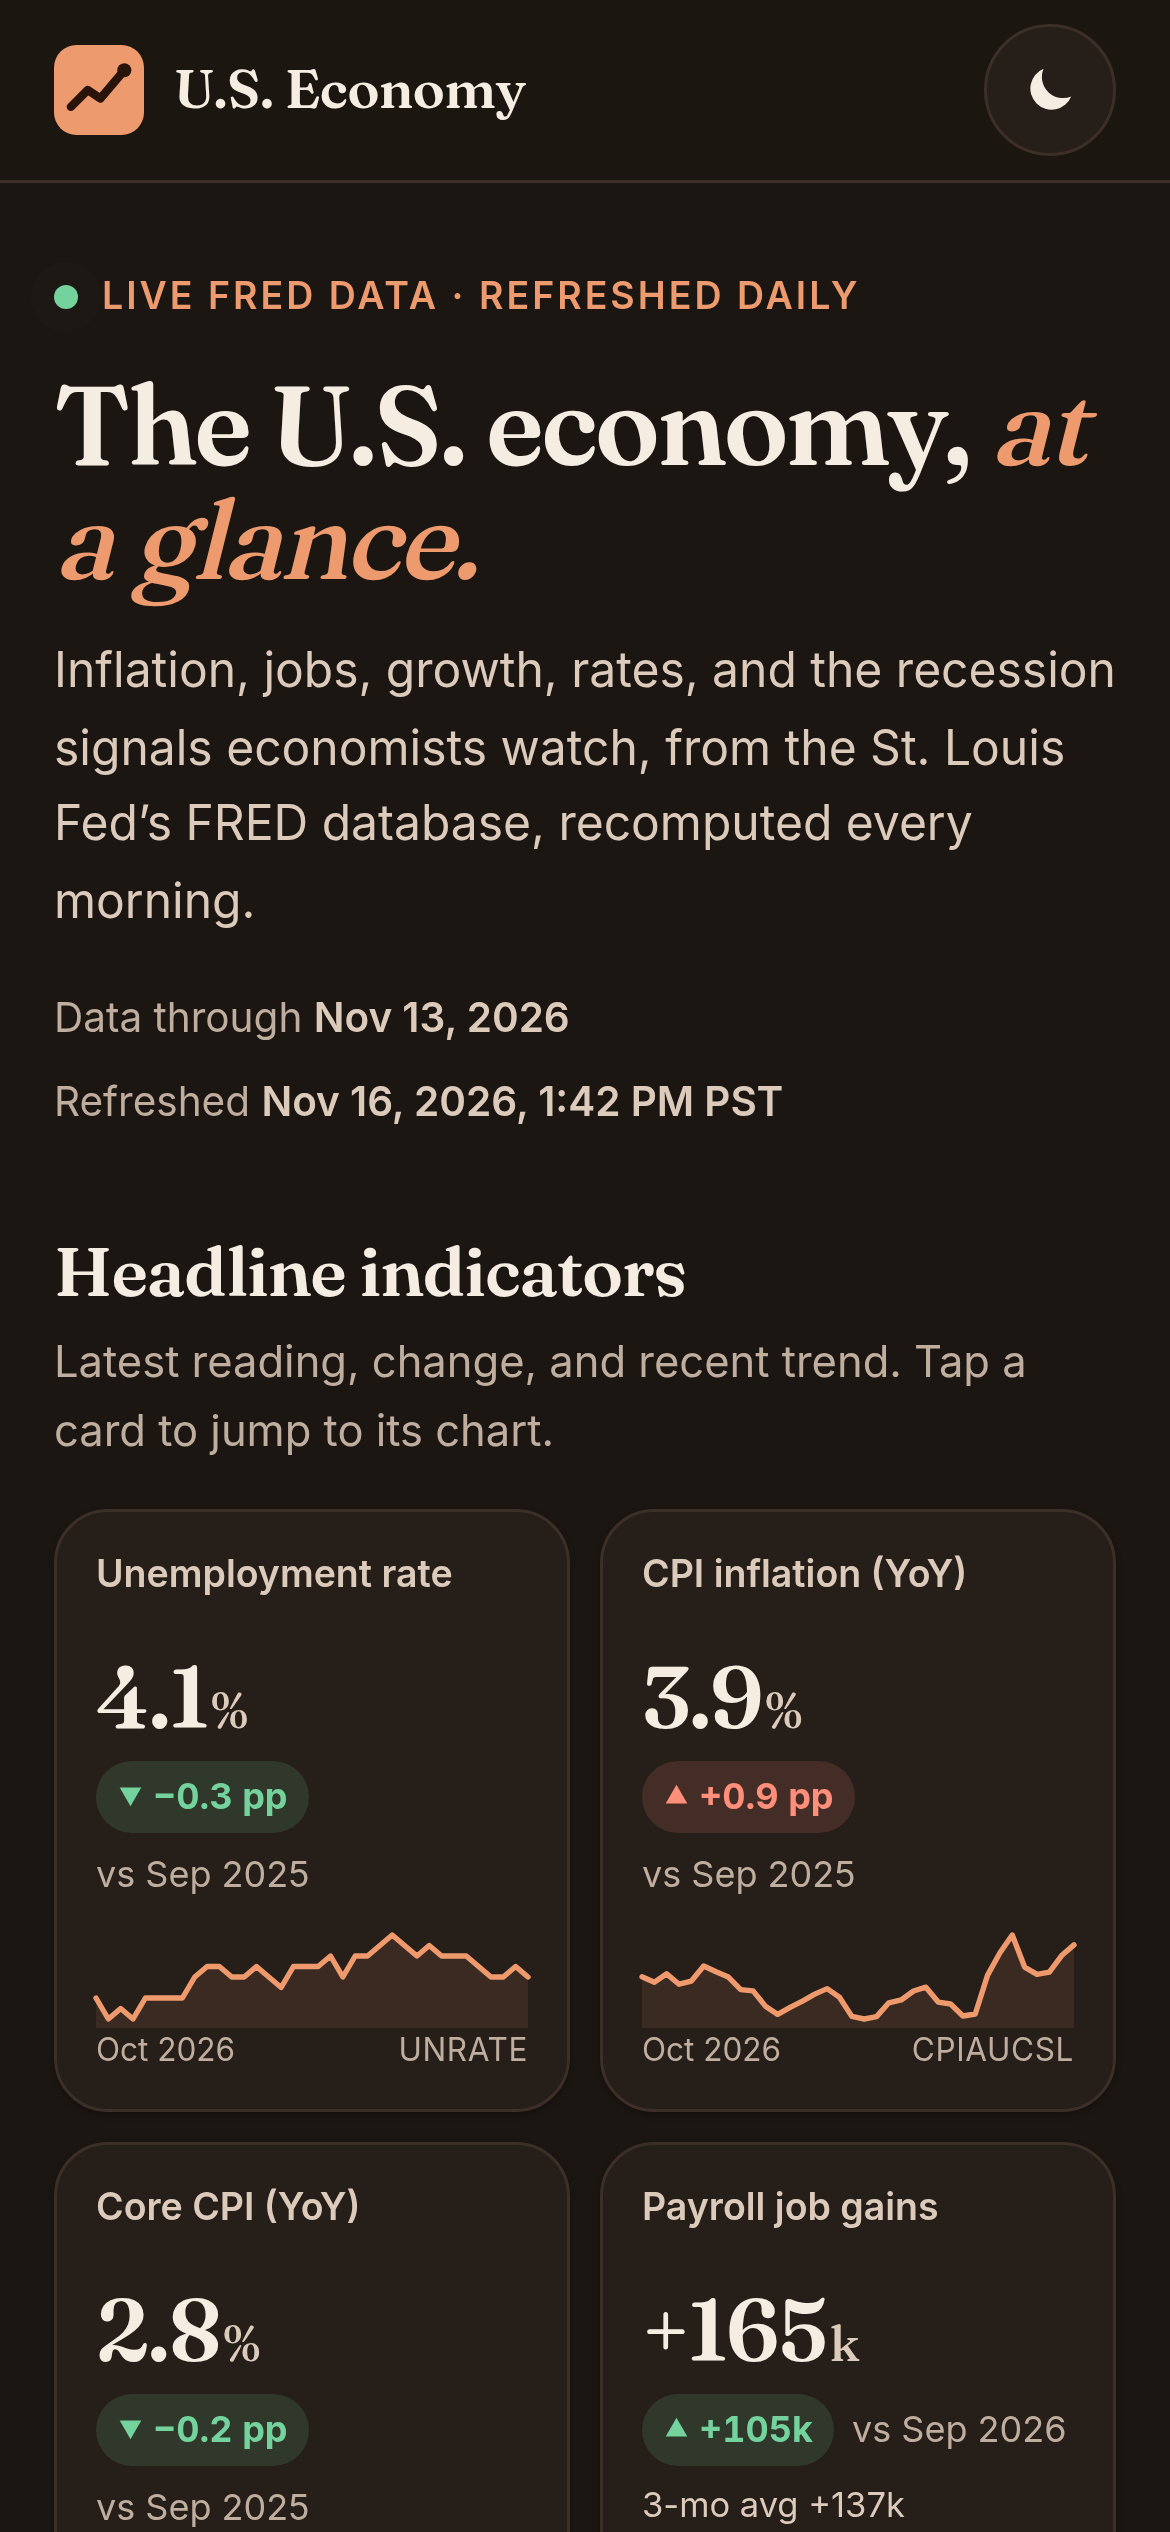 U.S. Economy
LIVE FRED DATA · REFRESHED DAILY
The U.S. economy, at
a glance.
Inflation, jobs, growth, rates, and the recession
signals economists watch, from the St. Louis
Fed’s FRED database, recomputed every
morning.
Data through Nov 13, 2026
Refreshed Nov 16, 2026, 1:42 PM PST
Headline indicators
Latest reading, change, and recent trend. Tap a
card to jump to its chart.
Unemployment rate
4.1%
▼ −0.3 pp
vs Sep 2025
Oct 2026 UNRATE
CPI inflation (YoY)
3.9%
▲ +0.9 pp
vs Sep 2025
Oct 2026 CPIAUCSL
Core CPI (YoY)
2.8%
▼ −0.2 pp
vs Sep 2025
Payroll job gains
+165k
▲ +105k vs Sep 2026
3-mo avg +137k